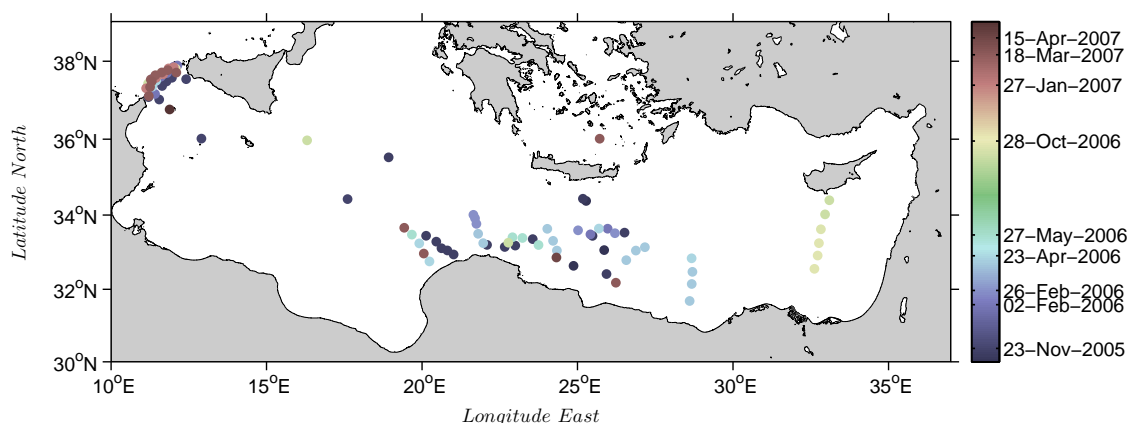 38°N
36°N
34°N
32°N
30°N
Latitude North
10°E
15°E
20°E
25°E
30°E
35°E
Longitude East
15−Apr−2007
18−Mar−2007
27−Jan−2007
28−Oct−2006
27−May−2006
23−Apr−2006
26−Feb−2006
02−Feb−2006
23−Nov−2005